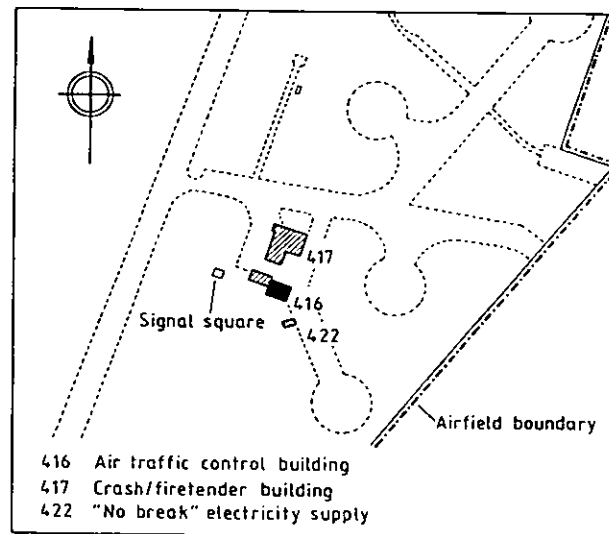 417
416
Signal square
422
Airfield boundary
416 Air traffic control building
417 Crash/firetender building
422 "No break" electricity supply